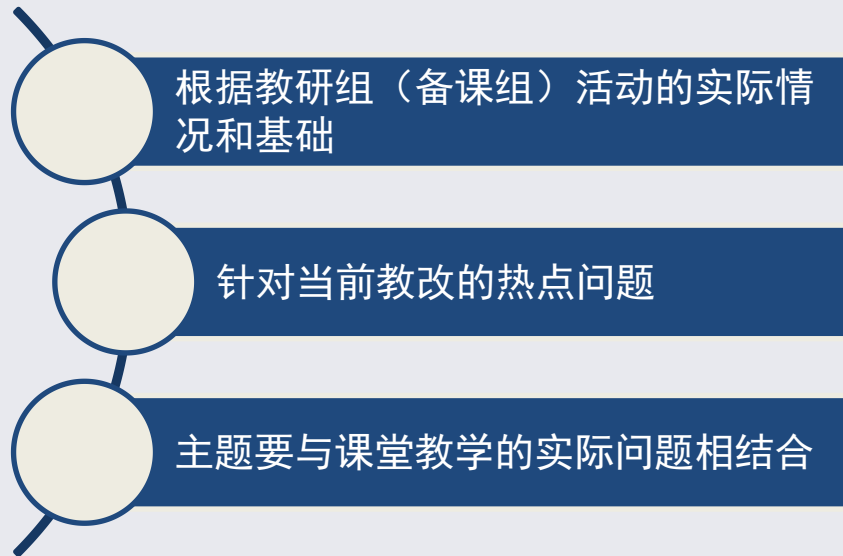 根据教研组（备课组）活动的实际情
况和基础
针对当前教改的热点问题
主题要与课堂教学的实际问题相结合